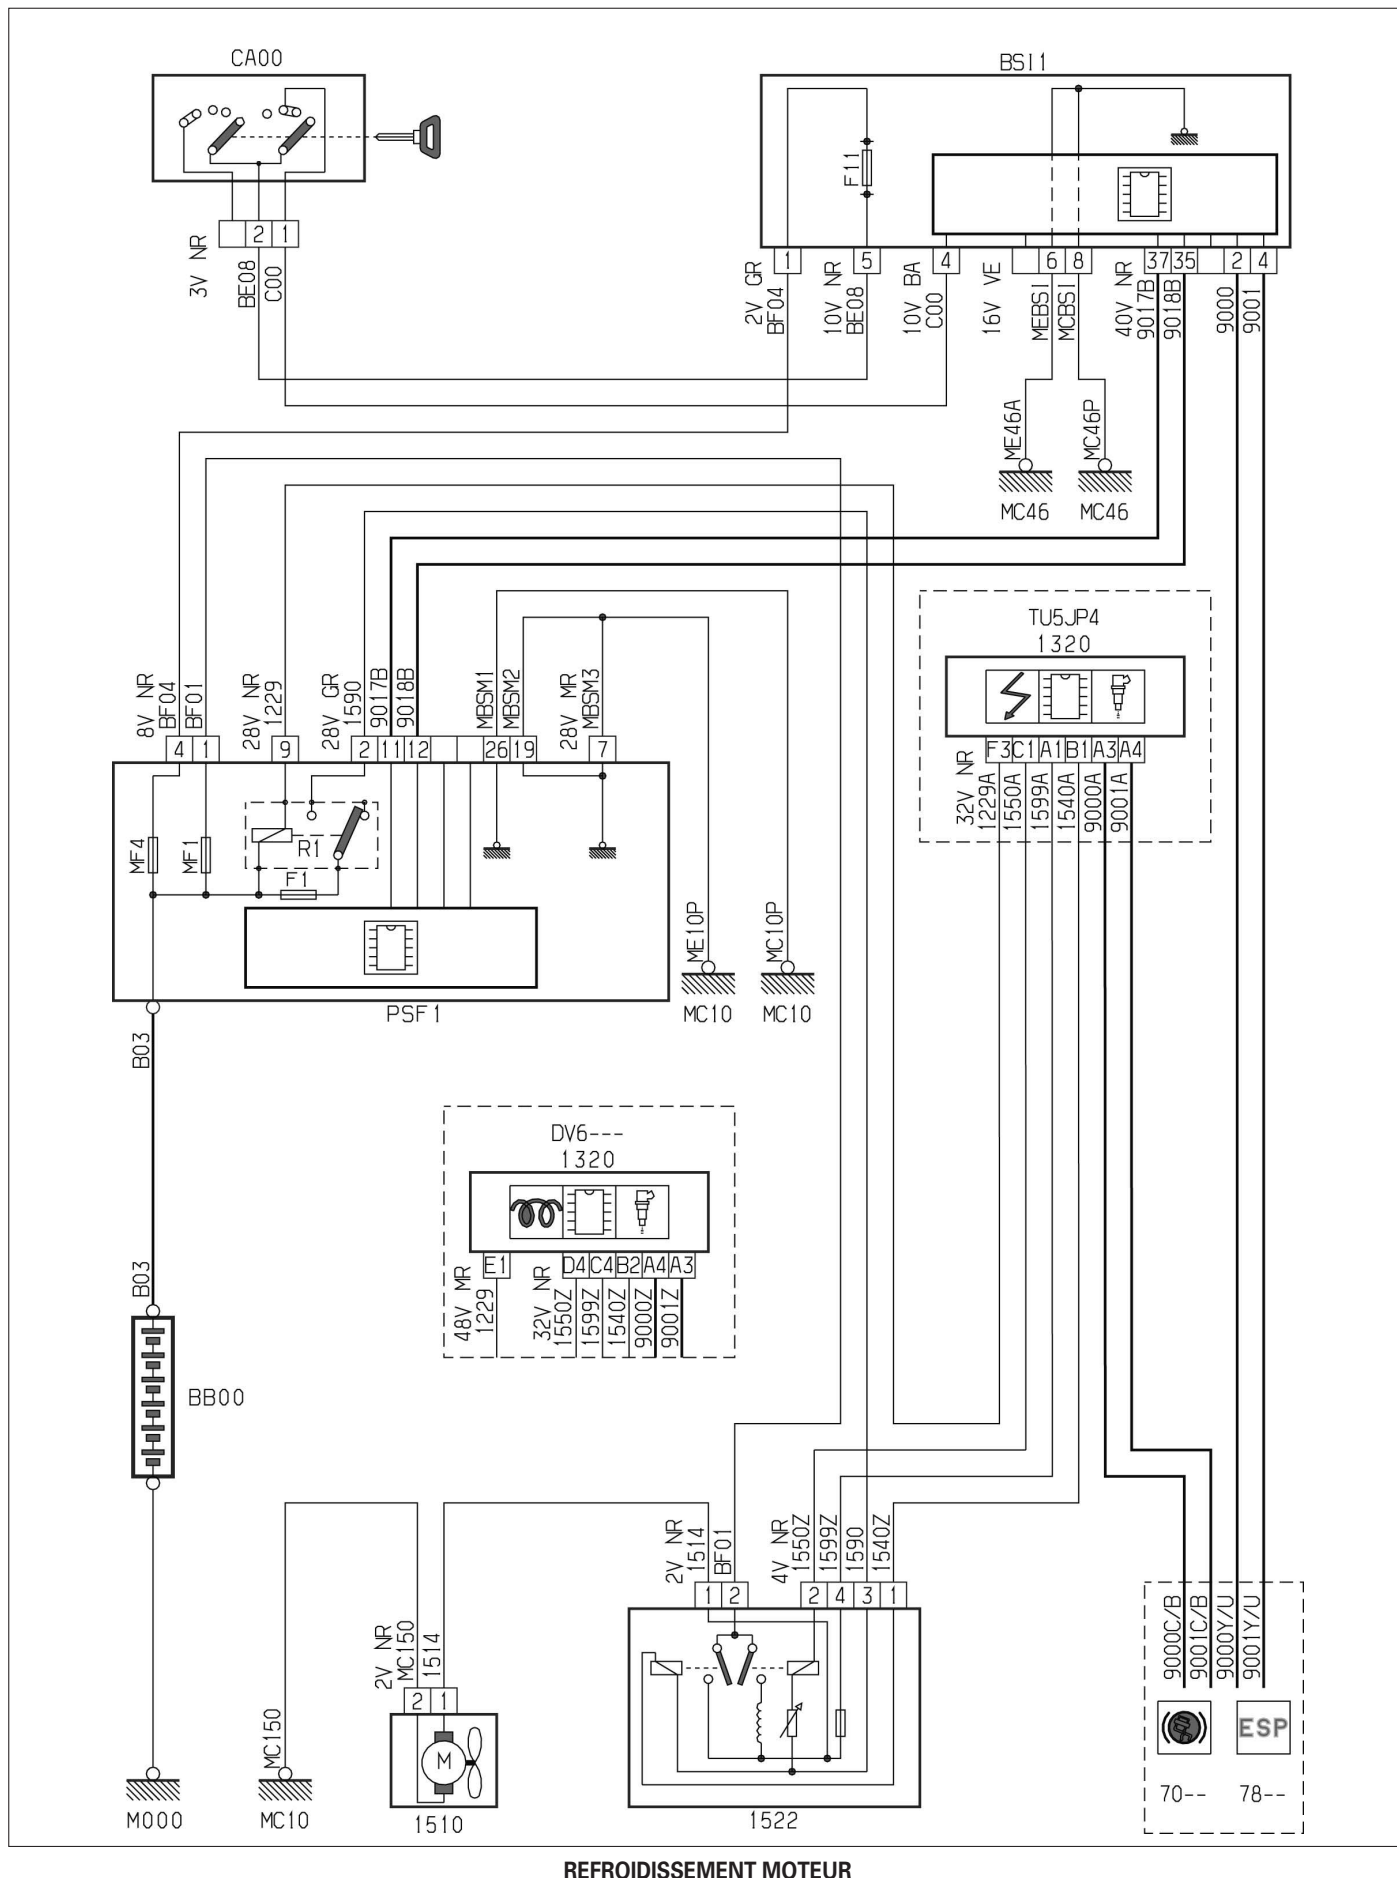 CA00
BSI1
F11
2 1
3V NR
BE08
C00
1 5 4 6 8 37 35 2 4
2V GR
BF04
10V NR
BE08
10V BA
C00
16V VE
MEBSI
MCBSI
40V NR
9017B
9018B
9000
9001
ME46A
MC46P
MC46
MC46
TU5JP4
1320
F3 C1 A1 B1 A3 A4
32V NR
1229A
1550A
1599A
1540A
9000A
9001A
8V NR
BF04
BF01
28V NR
1229
28V GR
1590
9017B
9018B
MBSM1
MBSM2
28V MR
MBSM3
4 1 9 2 11 12 26 19 7
MF4
MF1
R1
F1
PSF1
ME10P
MC10P
MC10
MC10
B03
B03
DV6---
1320
E1 D4 C4 B2 A4 A3
48V MR
1229
32V NR
1550Z
1599Z
1540Z
9000Z
9001Z
BB00
2V NR
1514
BF01
4V NR
1550Z
1599Z
1590
1540Z
1 2 2 4 3 1
2V NR
MC150
1514
2 1
MC150
M
M000
MC10
1510
1522
9000C/B
9001C/B
9000Y/U
9001Y/U
ESP
70--
78--
REFROIDISSEMENT MOTEUR